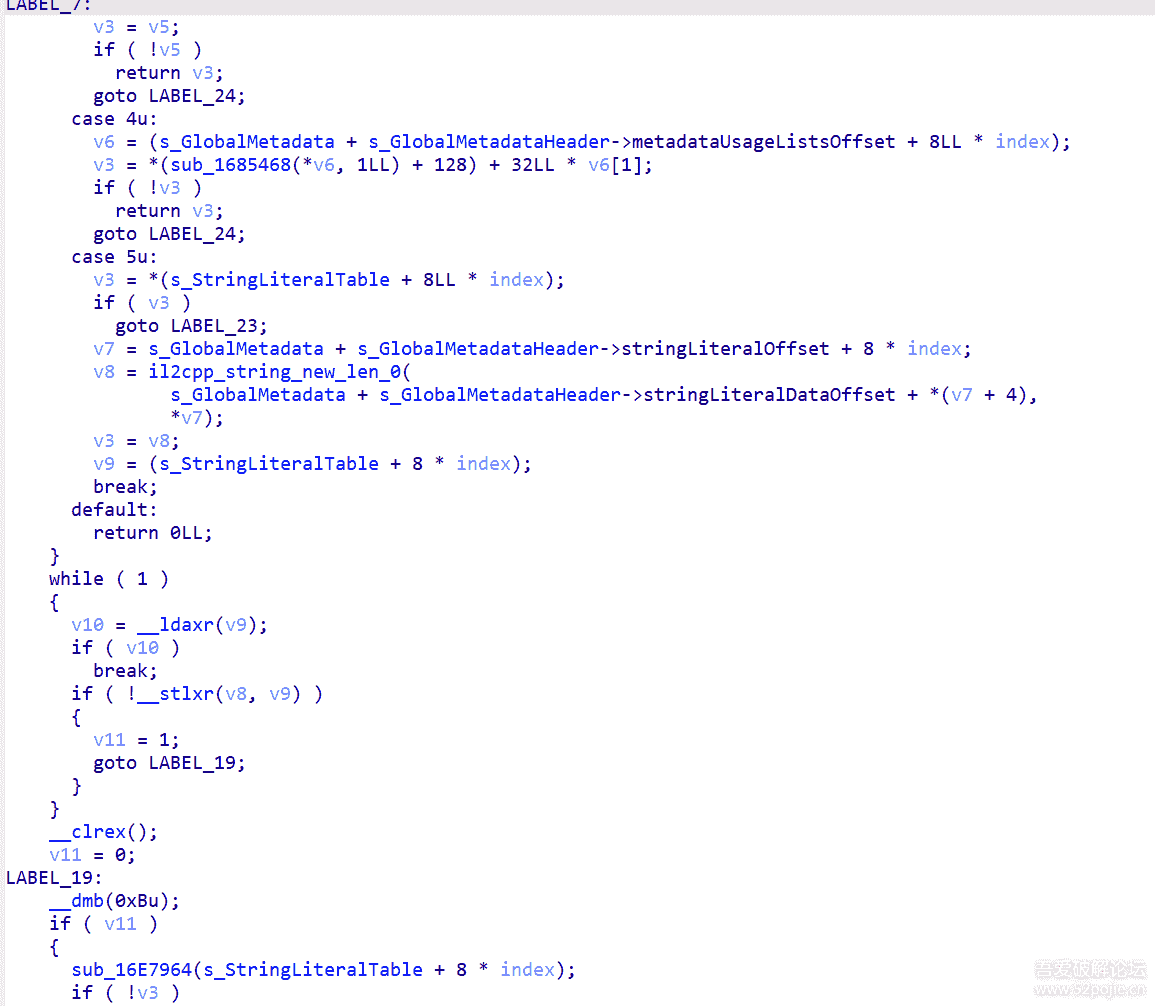 LABEL_7:
v3 = v5;
if ( !v5 )
return v3;
goto LABEL_24;
case 4u:
v6 = (s_GlobalMetadata + s_GlobalMetadataHeader->metadataUsageListsOffset + 8LL * index);
v3 = *(sub_1685468(*v6, 1LL) + 128) + 32LL * v6[1];
if ( !v3 )
return v3;
goto LABEL_24;
case 5u:
v3 = *(s_StringLiteralTable + 8LL * index);
if ( v3 )
goto LABEL_23;
v7 = s_GlobalMetadata + s_GlobalMetadataHeader->stringLiteralOffset + 8 * index;
v8 = il2cpp_string_new_len_0(
s_GlobalMetadata + s_GlobalMetadataHeader->stringLiteralDataOffset + *(v7 + 4),
*v7);
v3 = v8;
v9 = (s_StringLiteralTable + 8 * index);
break;
default:
return 0LL;
}
while ( 1 )
{
v10 = __ldaxr(v9);
if ( v10 )
break;
if ( !__stlxr(v8, v9) )
{
v11 = 1;
goto LABEL_19;
}
}
__clrex();
v11 = 0;
LABEL_19:
__dmb(0xBu);
if ( v11 )
{
sub_16E7964(s_StringLiteralTable + 8 * index);
if ( !v3 )
吾爱破解论坛
www.52pojie.cn